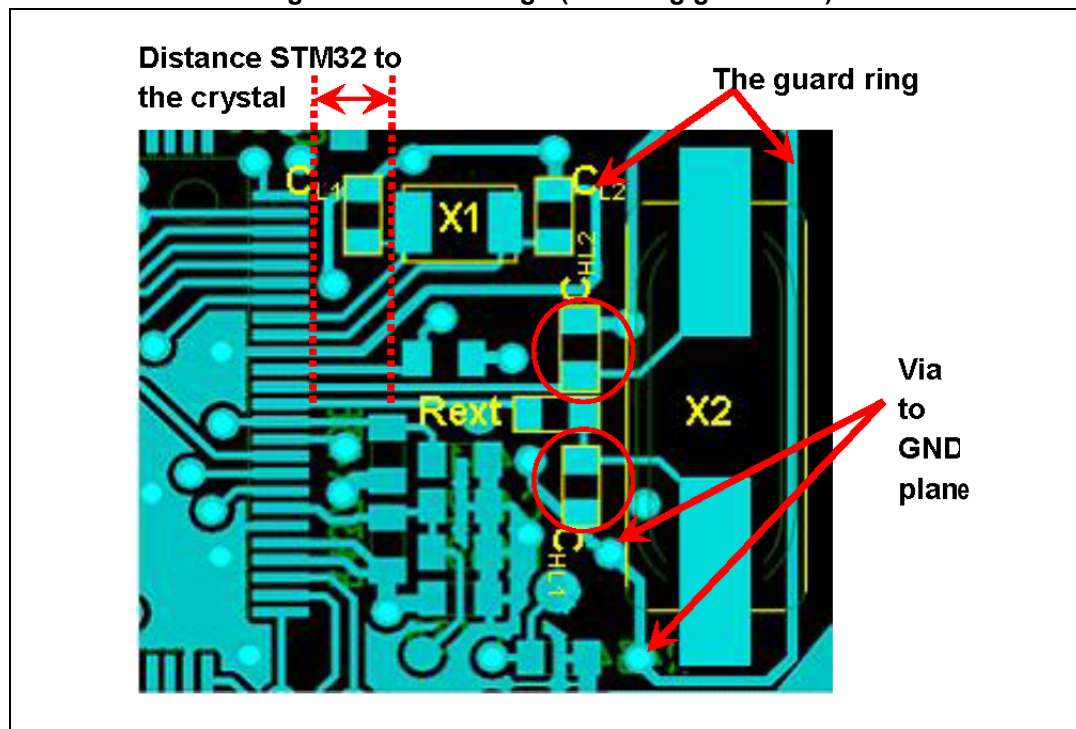 Distance STM32 to
the crystal
The guard ring
CL1
X1
CL2
CHL2
Rext
X2
CHL1
Via
to
GND
plane